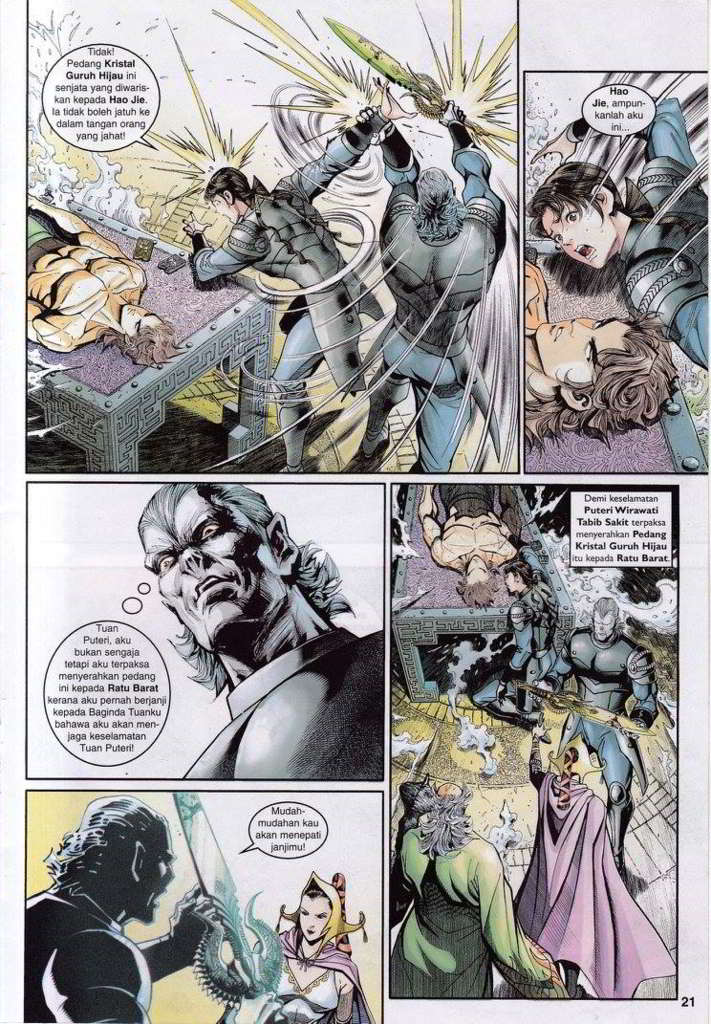 Tidak!
Pedang Kristal
Guruh Hijau ini
senjata yang diwaris-
kan kepada Hao Jie.
Ia tidak boleh jatuh ke
dalam tangan orang
yang jahat!
Hao
Jie, ampun-
kanlah aku
ini...
Tuan
Puteri, aku
bukan sengaja
tetapi aku terpaksa
menyerahkan pedang
ini kepada Ratu Barat
kerana aku pernah berjanji
kepada Baginda Tuanku
bahawa aku akan men-
jaga keselamatan
Tuan Puteri!
Demi keselamatan
Puteri Wirawati
Tabib Sakit terpaksa
menyerahkan Pedang
Kristal Guruh Hijau
itu kepada Ratu Barat.
Mudah-
mudahan kau
akan menepati
janjimu!
21